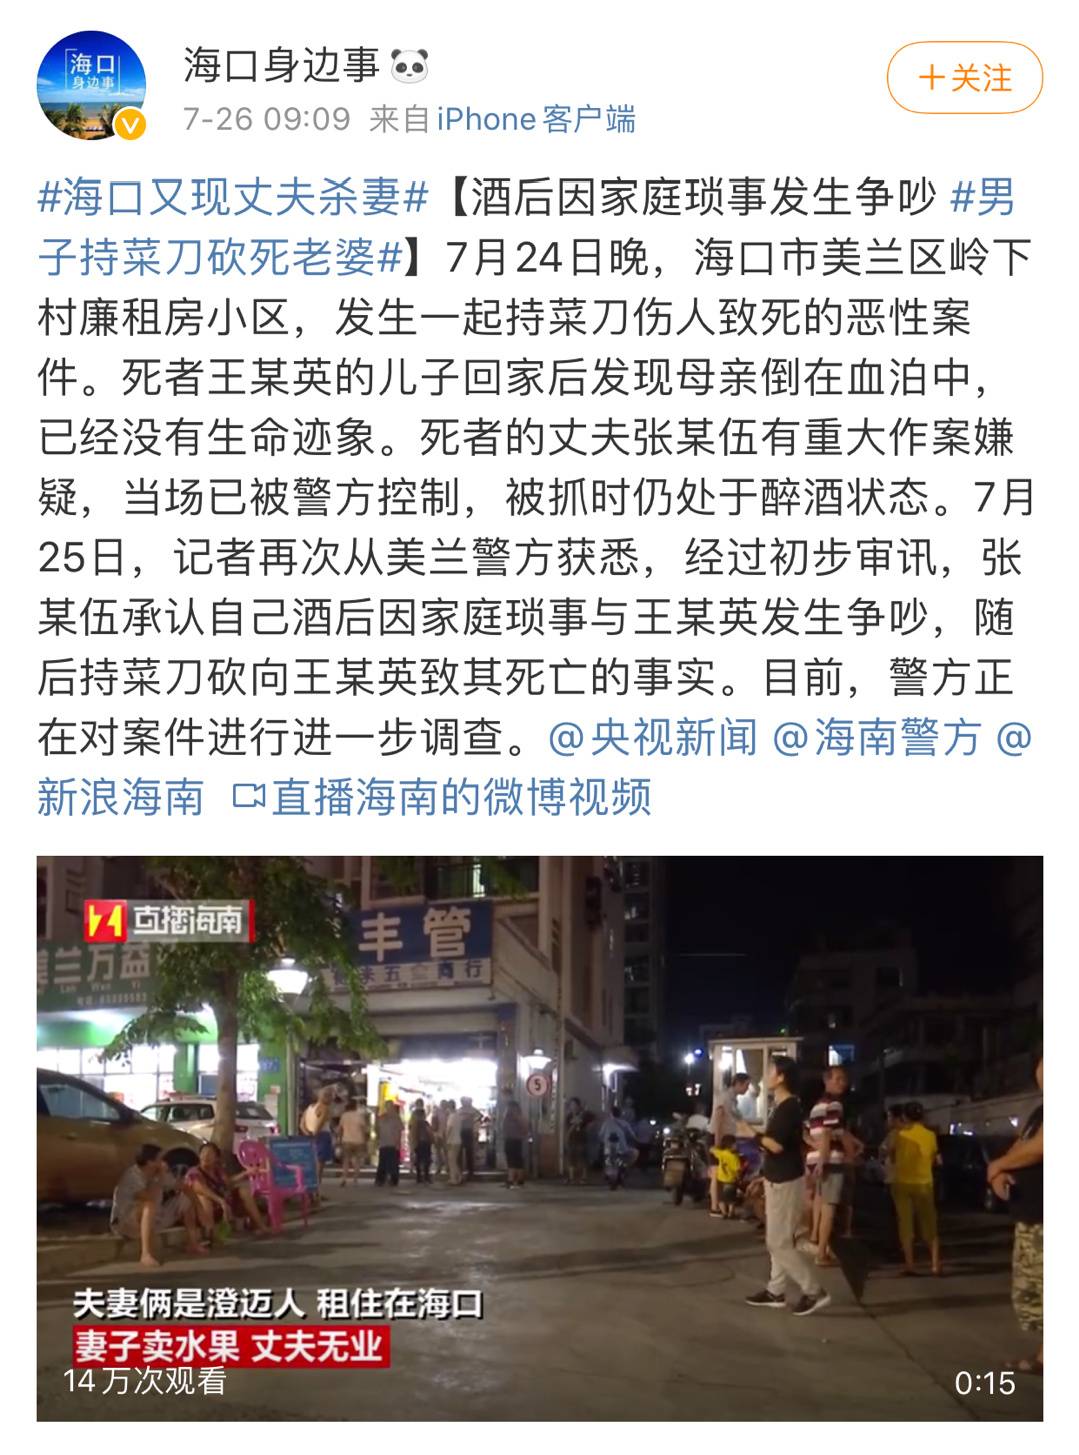 海口
身边事
海口身边事
7-26 09:09 来自 iPhone客户端
+关注
#海口又现丈夫杀妻#【酒后因家庭琐事发生争吵 #男
子持菜刀砍死老婆#】7月24日晚，海口市美兰区岭下
村廉租房小区，发生一起持菜刀伤人致死的恶性案
件。死者王某英的儿子回家后发现母亲倒在血泊中，
已经没有生命迹象。死者的丈夫张某伍有重大作案嫌
疑，当场已被警方控制，被抓时仍处于醉酒状态。7月
25日，记者再次从美兰警方获悉，经过初步审讯，张
某伍承认自己酒后因家庭琐事与王某英发生争吵，随
后持菜刀砍向王某英致其死亡的事实。目前，警方正
在对案件进行进一步调查。@央视新闻 @海南警方 @
新浪海南 直播海南的微博视频
直播海南
丰管
五金商行
美兰万益
5
夫妻俩是澄迈人 租住在海口
妻子卖水果 丈夫无业
14万次观看
0:15